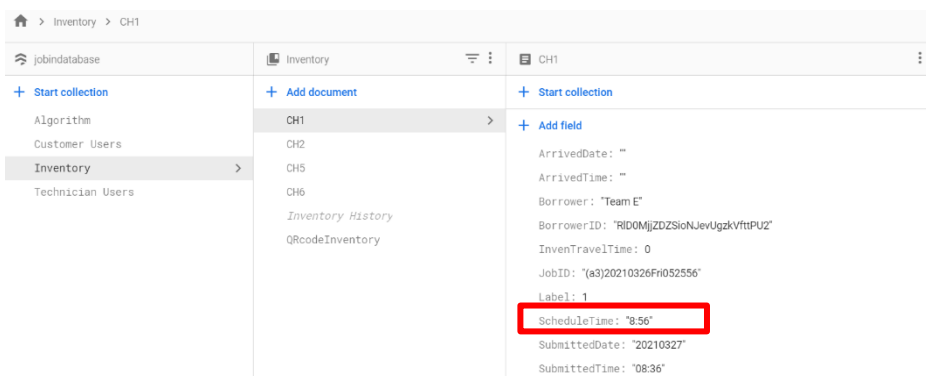 Inventory > CH1
jobindatabase
Inventory
CH1
+ Start collection
+ Add document
+ Start collection
Algorithm
Customer Users
Inventory >
Technician Users
CH1 >
CH2
CH5
CH6
Inventory History
QRcodeInventory
+ Add field
ArrivedDate: ""
ArrivedTime: ""
Borrower: "Team E"
BorrowerID: "RlD0MjjZDZSioNJevUgzkVfttPU2"
InvenTravelTime: 0
JobID: "(a3)20210326Fri052556"
Label: 1
ScheduleTime: "8:56"
SubmittedDate: "20210327"
SubmittedTime: "08:36"